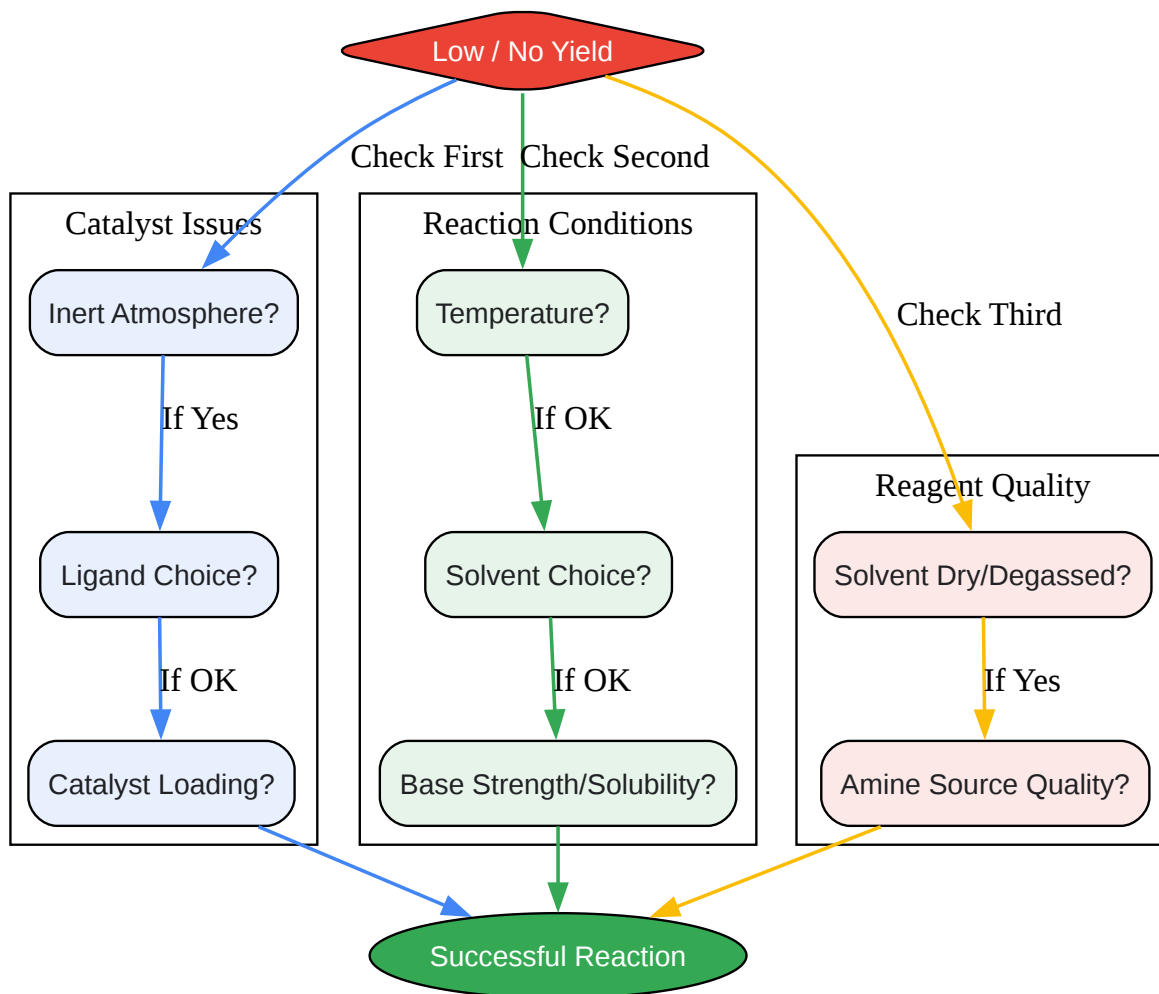 Low / No Yield
Check First
Check Second
Catalyst Issues
Reaction Conditions
Inert Atmosphere?
Temperature?
Check Third
If Yes
If OK
Reagent Quality
Ligand Choice?
Solvent Choice?
Solvent Dry/Degassed?
If OK
If OK
If Yes
Catalyst Loading?
Base Strength/Solubility?
Amine Source Quality?
Successful Reaction